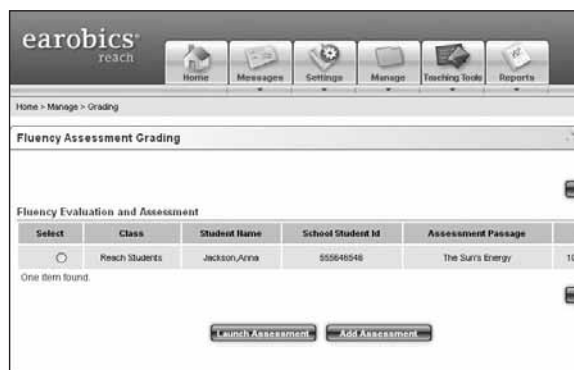 earobics
reach
Home Messages Settings Manage Teaching Tools Reports
Home > Manage > Grading
Fluency Assessment Grading
Fluency Evaluation and Assessment
Select Class Student Name School Student Id Assessment Passage
Reach Students Jackson,Anna The Sun's Energy 10
One item found.
Launch Assessment Add Assessment